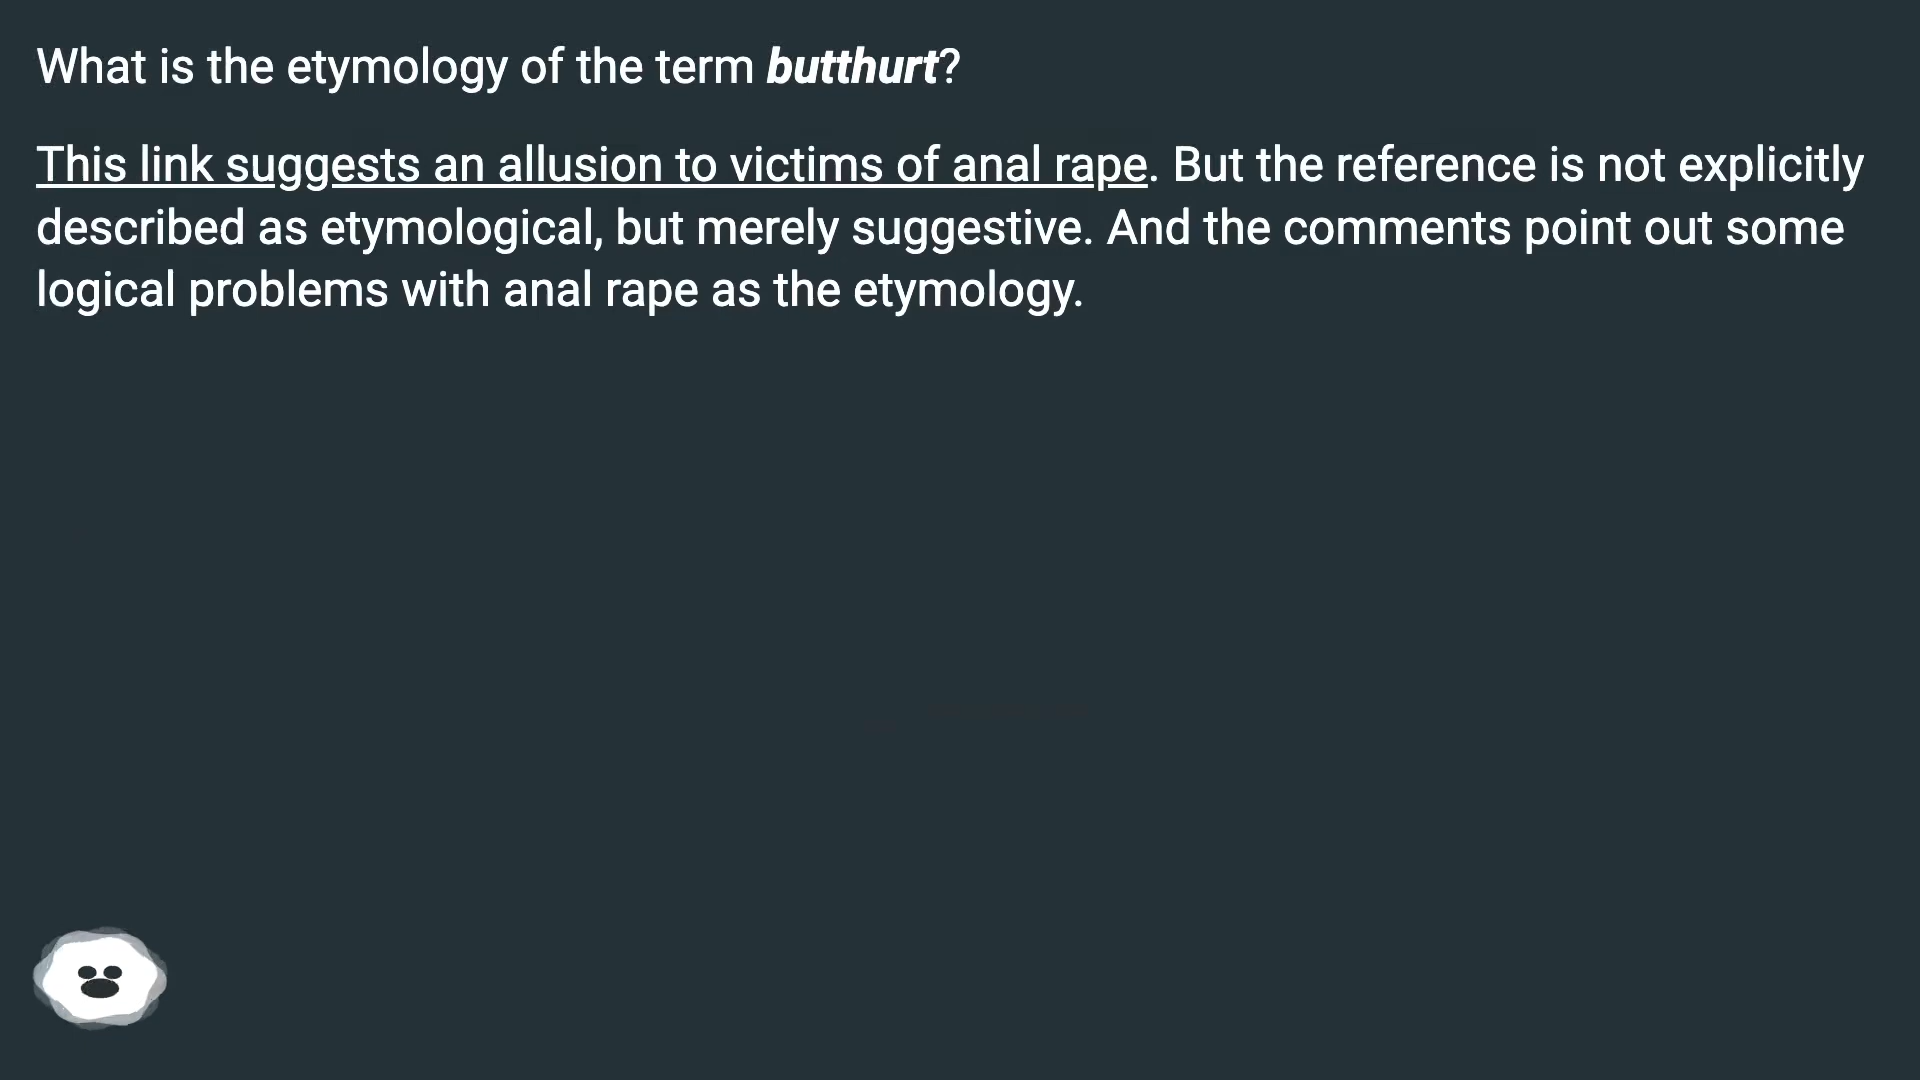 What is the etymology of the term butthurt?
This link suggests an allusion to victims of anal rape. But the reference is not explicitly
described as etymological, but merely suggestive. And the comments point out some
logical problems with anal rape as the etymology.